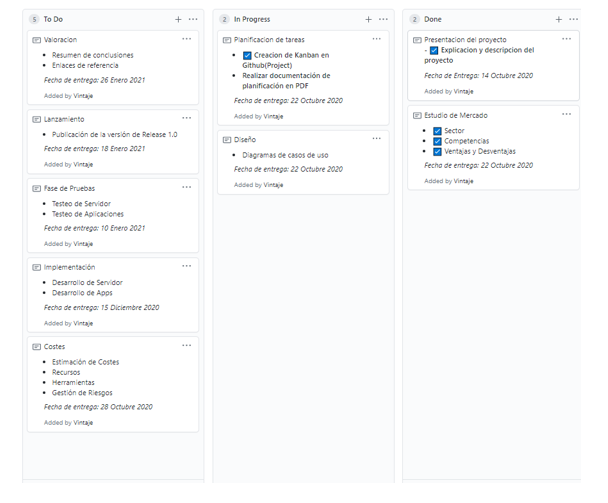 5 To Do
Valoracion
Resumen de conclusiones
Enlaces de referencia
Fecha de entrega: 26 Enero 2021
Added by Vintaje
Lanzamiento
Publicación de la versión de Release 1.0
Fecha de entrega: 18 Enero 2021
Added by Vintaje
Fase de Pruebas
Testeo de Servidor
Testeo de Aplicaciones
Fecha de entrega: 10 Enero 2021
Added by Vintaje
Implementación
Desarrollo de Servidor
Desarrollo de Apps
Fecha de entrega: 15 Diciembre 2020
Added by Vintaje
Costes
Estimación de Costes
Recursos
Herramientas
Gestión de Riesgos
Fecha de entrega: 28 Octubre 2020
Added by Vintaje
2 In Progress
Planificacion de tareas
Creacion de Kanban en
Github(Project)
Realizar documentación de
planificación en PDF
Fecha de entrega: 22 Octubre 2020
Added by Vintaje
Diseño
Diagramas de casos de uso
Fecha de entrega: 22 Octubre 2020
Added by Vintaje
2 Done
Presentacion del proyecto
- Explicacion y descripcion del
proyecto
Fecha de Entrega: 14 Octubre 2020
Added by Vintaje
Estudio de Mercado
Sector
Competencias
Ventajas y Desventajas
Fecha de entrega: 22 Octubre 2020
Added by Vintaje